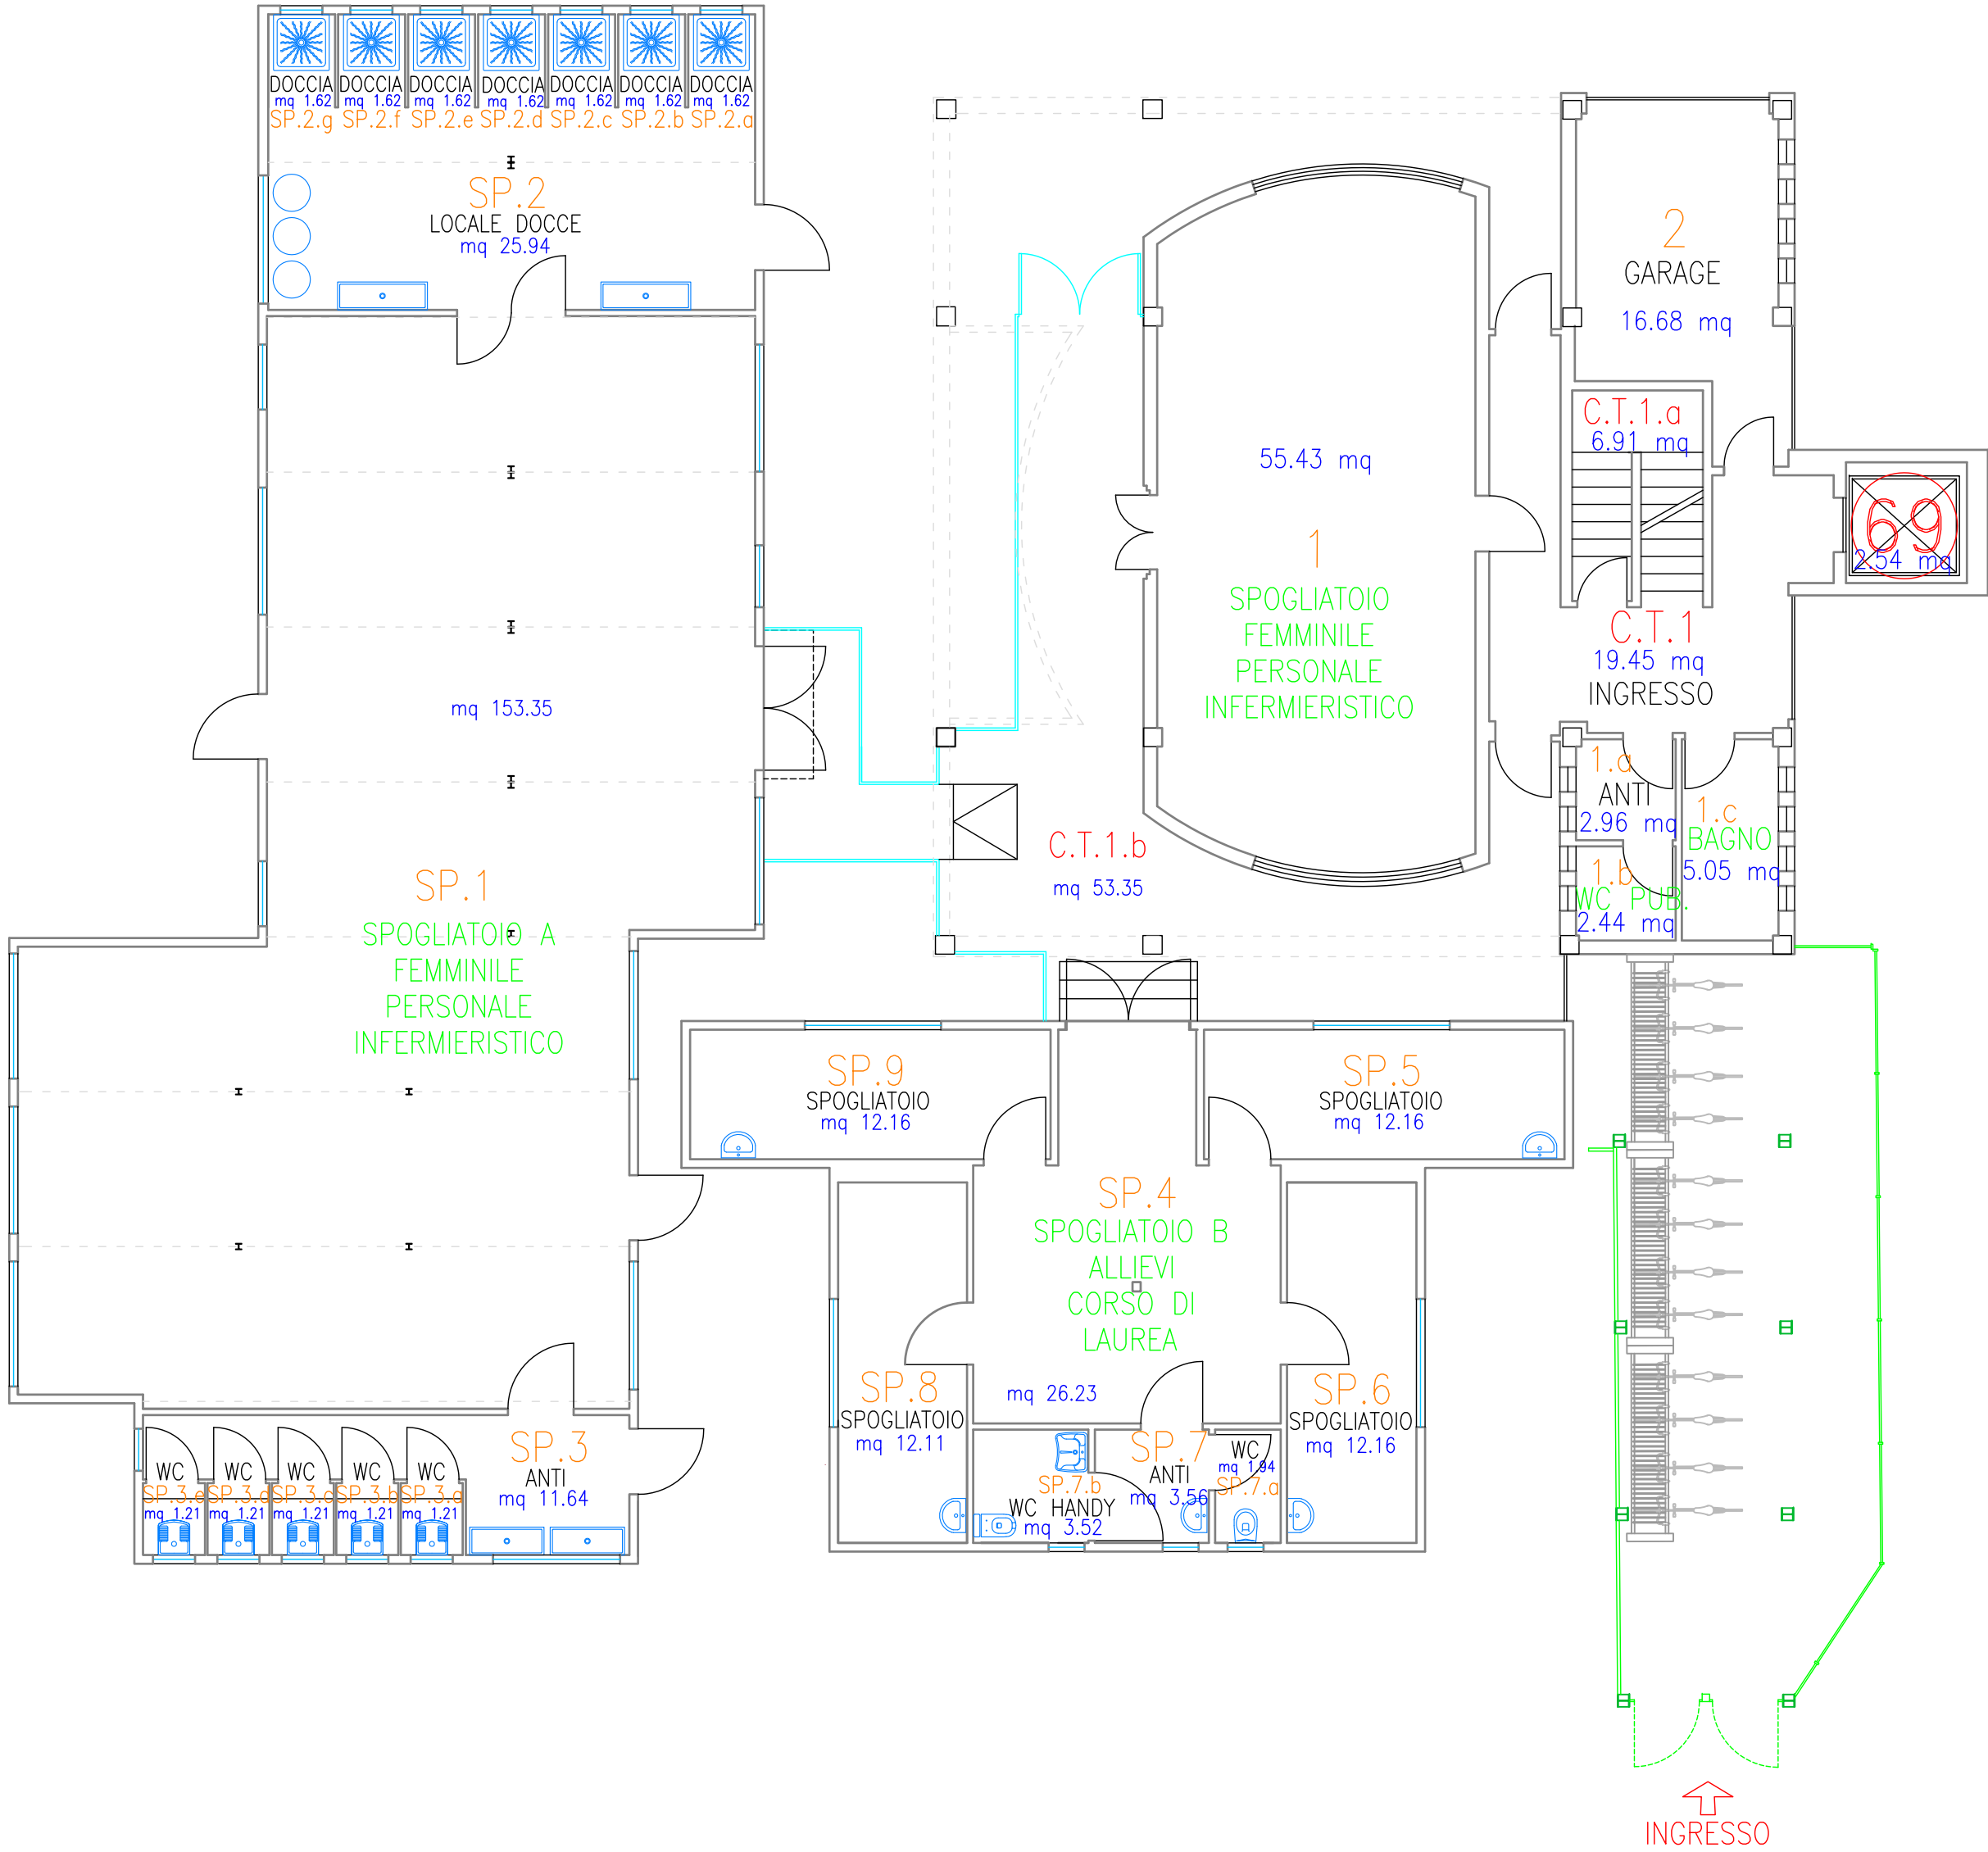 DOCCIA
mq 1.62
SP.2.g
DOCCIA
mq 1.62
SP.2.f
DOCCIA
mq 1.62
SP.2.e
DOCCIA
mq 1.62
SP.2.d
DOCCIA
mq 1.62
SP.2.c
DOCCIA
mq 1.62
SP.2.b
DOCCIA
mq 1.62
SP.2.a
SP.2
LOCALE DOCCE
mq 25.94
2
GARAGE
16.68 mq
C.T.1.a
6.91 mq
55.43 mq
1
SPOGLIATOIO
FEMMINILE
PERSONALE
INFERMIERISTICO
69
2.54 mq
C.T.1
19.45 mq
INGRESSO
mq 153.35
1.a
ANTI
2.96 mq
1.c
BAGNO
5.05 mq
1.b
WC PUB.
2.44 mq
C.T.1.b
mq 53.35
SP.1
SPOGLIATOIO A
FEMMINILE
PERSONALE
INFERMIERISTICO
SP.9
SPOGLIATOIO
mq 12.16
SP.5
SPOGLIATOIO
mq 12.16
SP.4
SPOGLIATOIO B
ALLIEVI
CORSO DI
LAUREA
mq 26.23
SP.8
SPOGLIATOIO
mq 12.11
SP.6
SPOGLIATOIO
mq 12.16
SP.3
ANTI
mq 11.64
WC
SP.3.e
mq 1.21
WC
SP.3.d
mq 1.21
WC
SP.3.c
mq 1.21
WC
SP.3.b
mq 1.21
WC
SP.3.a
mq 1.21
SP.7
ANTI
mq 3.56
WC
mq 1.94
SP.7.a
SP.7.b
WC HANDY
mq 3.52
INGRESSO